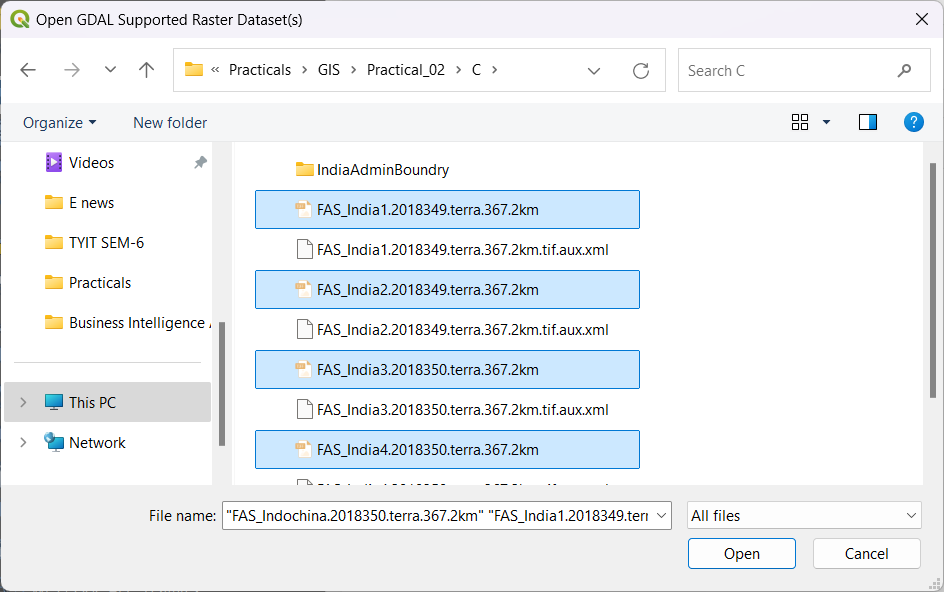 Open GDAL Supported Raster Dataset(s)
« Practicals > GIS > Practical_02 > C >
Search C
Organize
New folder
?
Videos
E news
TYIT SEM-6
Practicals
Business Intelligence
This PC
Network
IndiaAdminBoundry
FAS_India1.2018349.terra.367.2km
FAS_India1.2018349.terra.367.2km.tif.aux.xml
FAS_India2.2018349.terra.367.2km
FAS_India2.2018349.terra.367.2km.tif.aux.xml
FAS_India3.2018350.terra.367.2km
FAS_India3.2018350.terra.367.2km.tif.aux.xml
FAS_India4.2018350.terra.367.2km
File name:
"FAS_Indochina.2018350.terra.367.2km" "FAS_India1.2018349.terr
All files
Open
Cancel